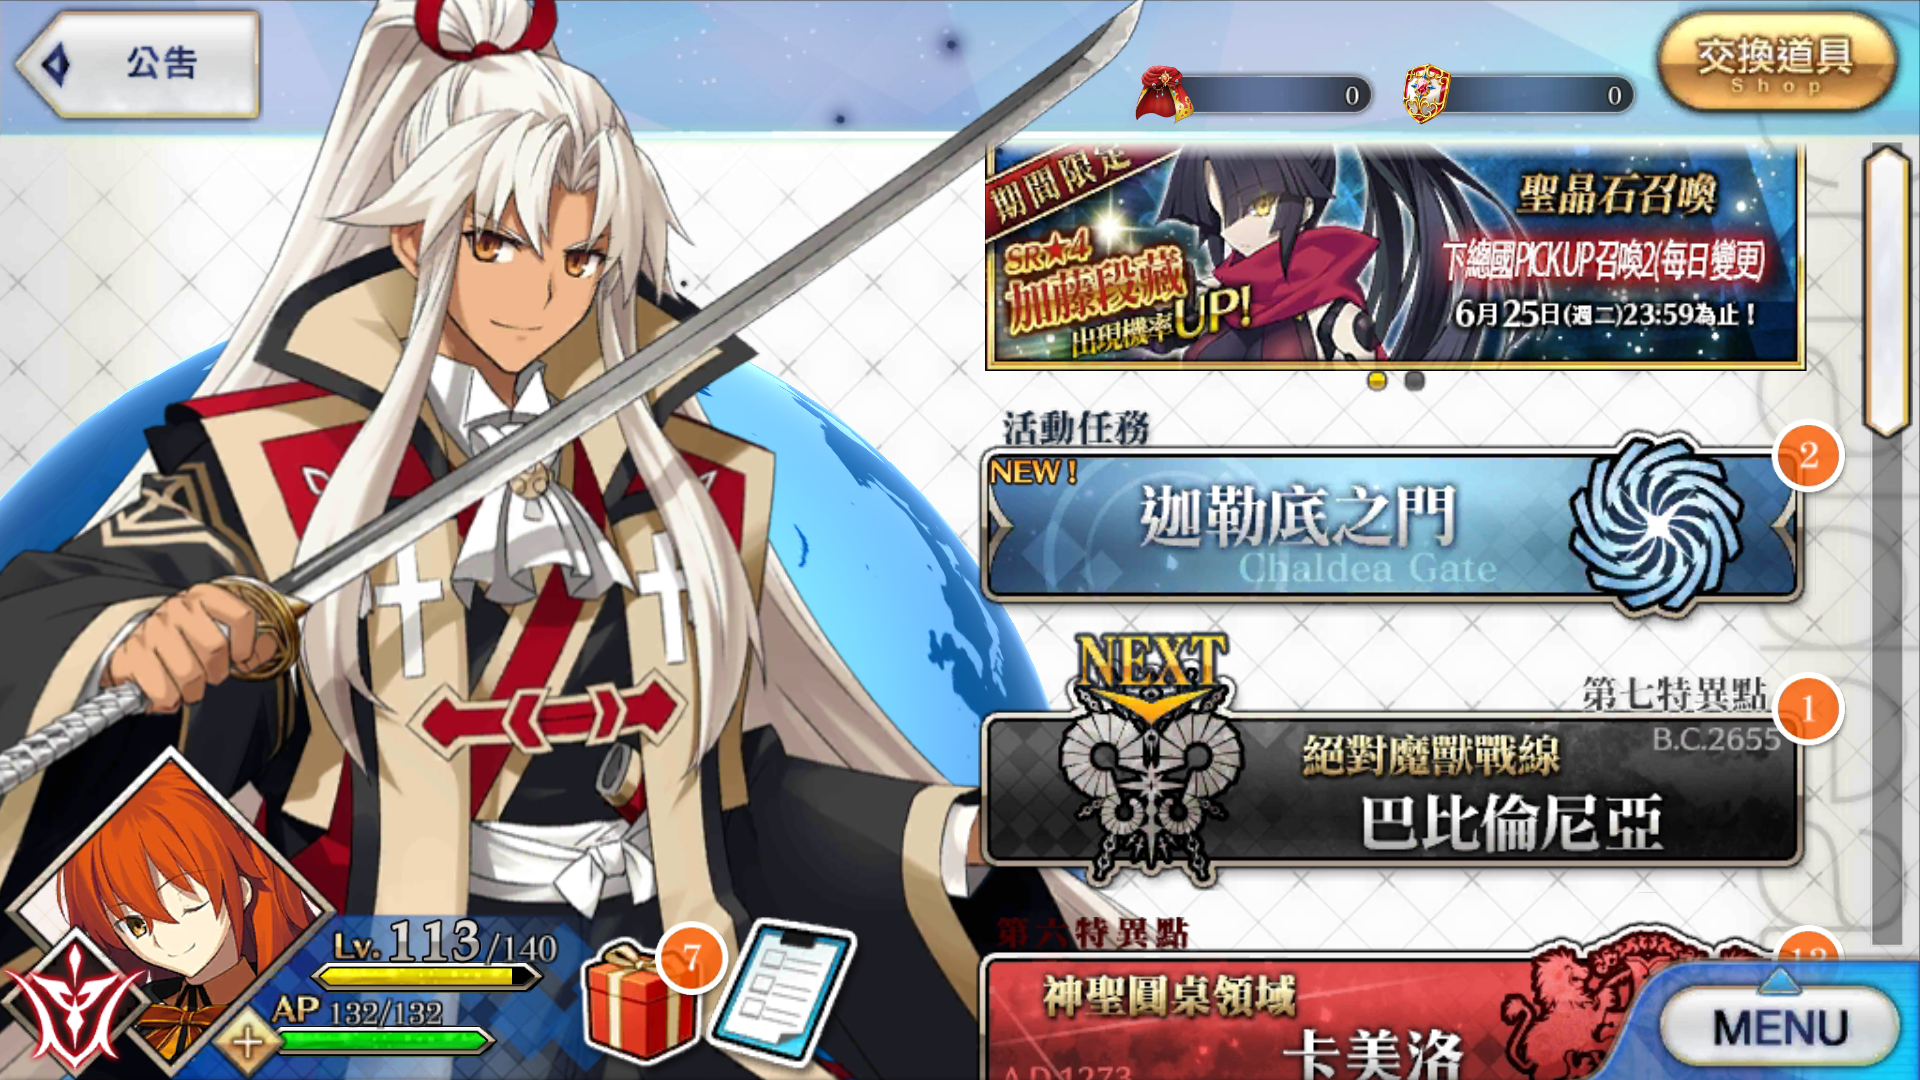 公告
0
0
交換道具
Shop
期間限定
SR★4
加藤段藏
出現機率UP!
聖晶石召喚
下總國PICKUP召喚2(每日變更)
6月25日(週二)23:59為止!
活動任務
NEW!
2
迦勒底之門
Chaldea Gate
NEXT
第七特異點
1
B.C.2655
絕對魔獸戰線
巴比倫尼亞
第六特異點
13
神聖圓桌領域
卡美洛
A.D.1273
Lv.113/140
AP 132/132
7
MENU